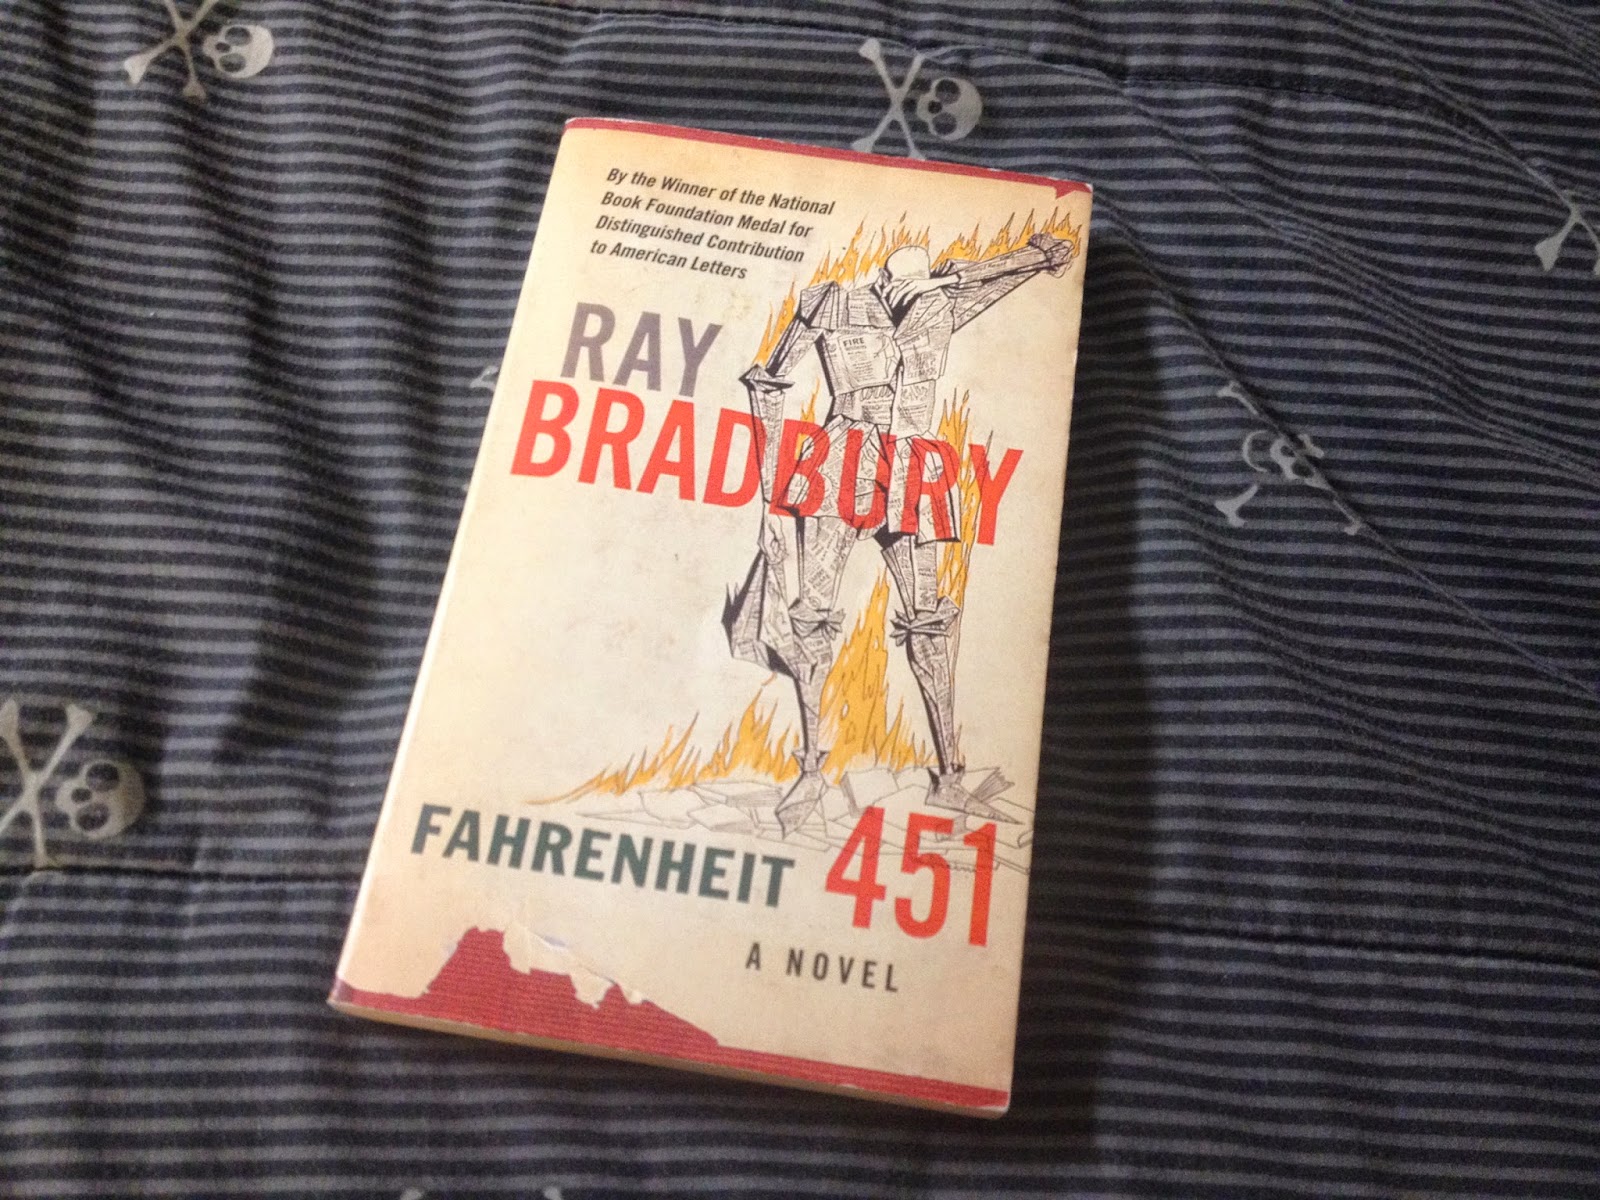 By the Winner of the National
Book Foundation Medal for
Distinguished Contribution
to American Letters
RAY
BRADBURY
FIRE
FAHRENHEIT 451
A NOVEL